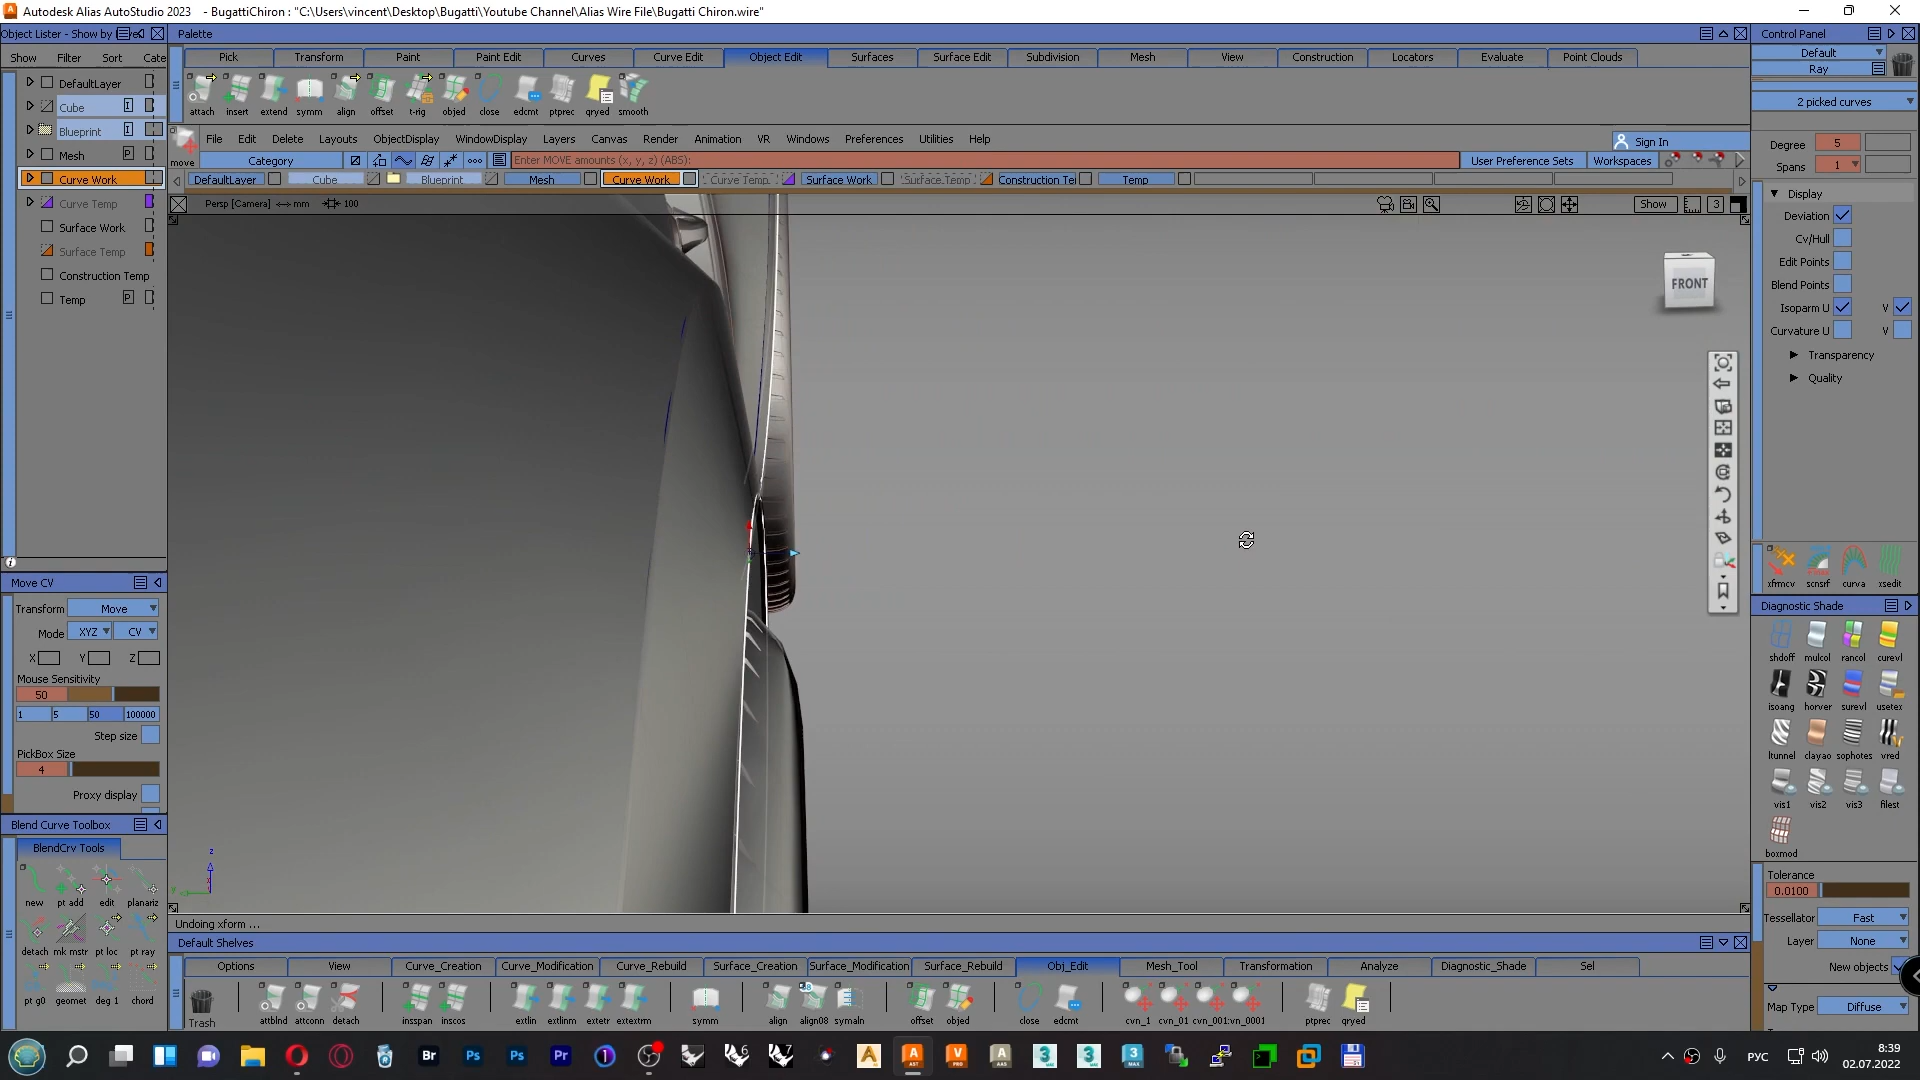 Autodesk Alias AutoStudio 2023 - BugattiChiron : "C:\Users\vincent\Desktop\Bugatti\Youtube Channel\Alias Wire File\Bugatti Chiron.wire"
Object Lister - Show by
Palette
Control Panel
Show Filter Sort Cate
Pick Transform Paint Paint Edit Curves Curve Edit Object Edit Surfaces Surface Edit Subdivision Mesh View Construction Locators Evaluate Point Clouds
Default
Ray
attach insert extend symm align offset t-rig objed close edcmt ptprec qryed smooth
2 picked curves
DefaultLayer
Cube
Blueprint
Mesh P
Curve Work
Curve Temp
Surface Work
Surface Temp
Construction Temp
Temp P
File Edit Delete Layouts ObjectDisplay WindowDisplay Layers Canvas Render Animation VR Windows Preferences Utilities Help
Sign In
move Category Enter MOVE amounts (x, y, z) (ABS): User Preference Sets Workspaces
DefaultLayer Cube Blueprint Mesh Curve Work Curve Temp Surface Work Surface Temp Construction Tei Temp
Persp [Camera] mm 100
Show 3
FRONT
Degree 5
Spans 1
Display
Deviation
Cv/Hull
Edit Points
Blend Points
Isoparm U V
Curvature U V
Transparency
Quality
xfrmcv scnsrf curva xsedit
Move CV
Transform Move
Mode XYZ CV
X Y Z
Mouse Sensitivity
50
1 5 50 100000
Step size
PickBox Size
4
Proxy display
Blend Curve Toolbox
BlendCrv Tools
new pt add edit planariz
detach mk mstr pt loc pt ray
pt g0 geomet deg 1 chord
Diagnostic Shade
shdoff mulcol rancol curevl
isoang horver surevl usetex
ltunnel clayao sophotes vred
vis1 vis2 vis3 filest
boxmod
Tolerance
0.0100
Tessellator Fast
Layer None
New objects
Map Type Diffuse
z
y
Undoing xform ...
Default Shelves
Options View Curve_Creation Curve_Modification Curve_Rebuild Surface_Creation Surface_Modification Surface_Rebuild Obj_Edit Mesh_Tool Transformation Analyze Diagnostic_Shade Sel
Trash attblnd attconn detach insspan inscos extlin extlinm extetr extextrm symm align align08 symaln offset objed close edcmt cvn_1 cvn_01 cvn_001 vn_0001 ptprec qryed
Br Ps Ps Pr
РУС
8:39
02.07.2022